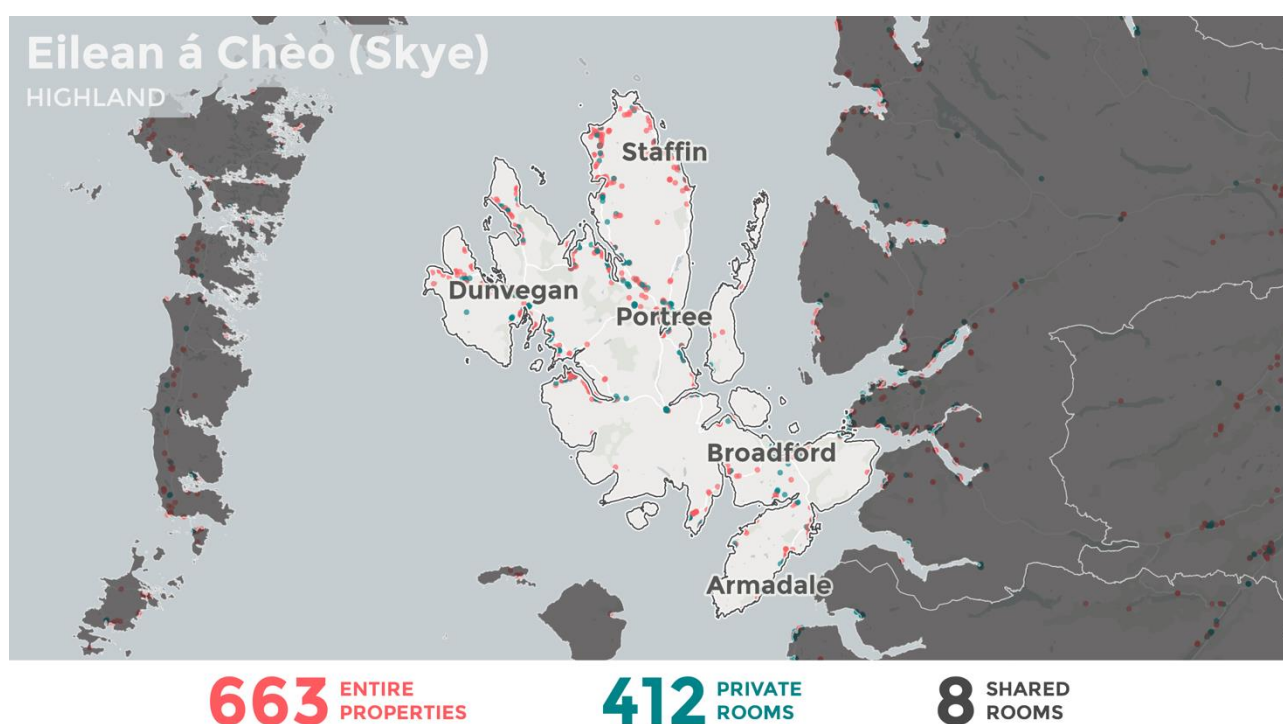 Eilean á Chèo (Skye)
HIGHLAND
Staffin
Dunvegan
Portree
Broadford
Armadale
663 ENTIRE
PROPERTIES
412 PRIVATE
ROOMS
8 SHARED
ROOMS